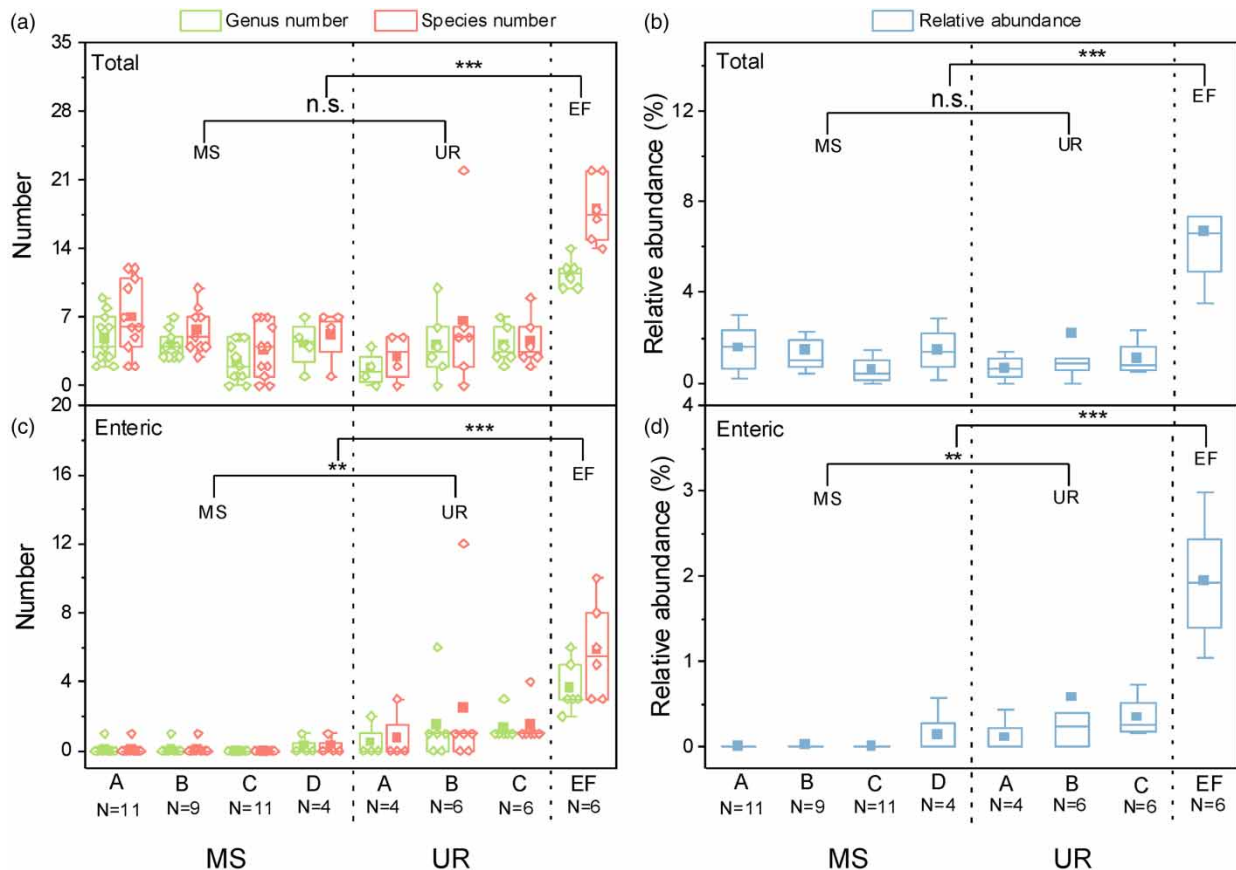 (a)
Genus number
Species number
35
28
21
14
7
0
Number
Total
n.s.
***
MS
UR
EF
(b)
Relative abundance
12
8
4
0
Relative abundance (%)
Total
n.s.
***
MS
UR
EF
(c)
20
16
12
8
4
0
Number
Enteric
**
***
MS
UR
EF
A B C D A B C EF
N=11 N=9 N=11 N=4 N=4 N=6 N=6 N=6
MS UR
(d)
4
3
2
1
0
Relative abundance (%)
Enteric
**
***
MS
UR
EF
A B C D A B C EF
N=11 N=9 N=11 N=4 N=4 N=6 N=6 N=6
MS UR